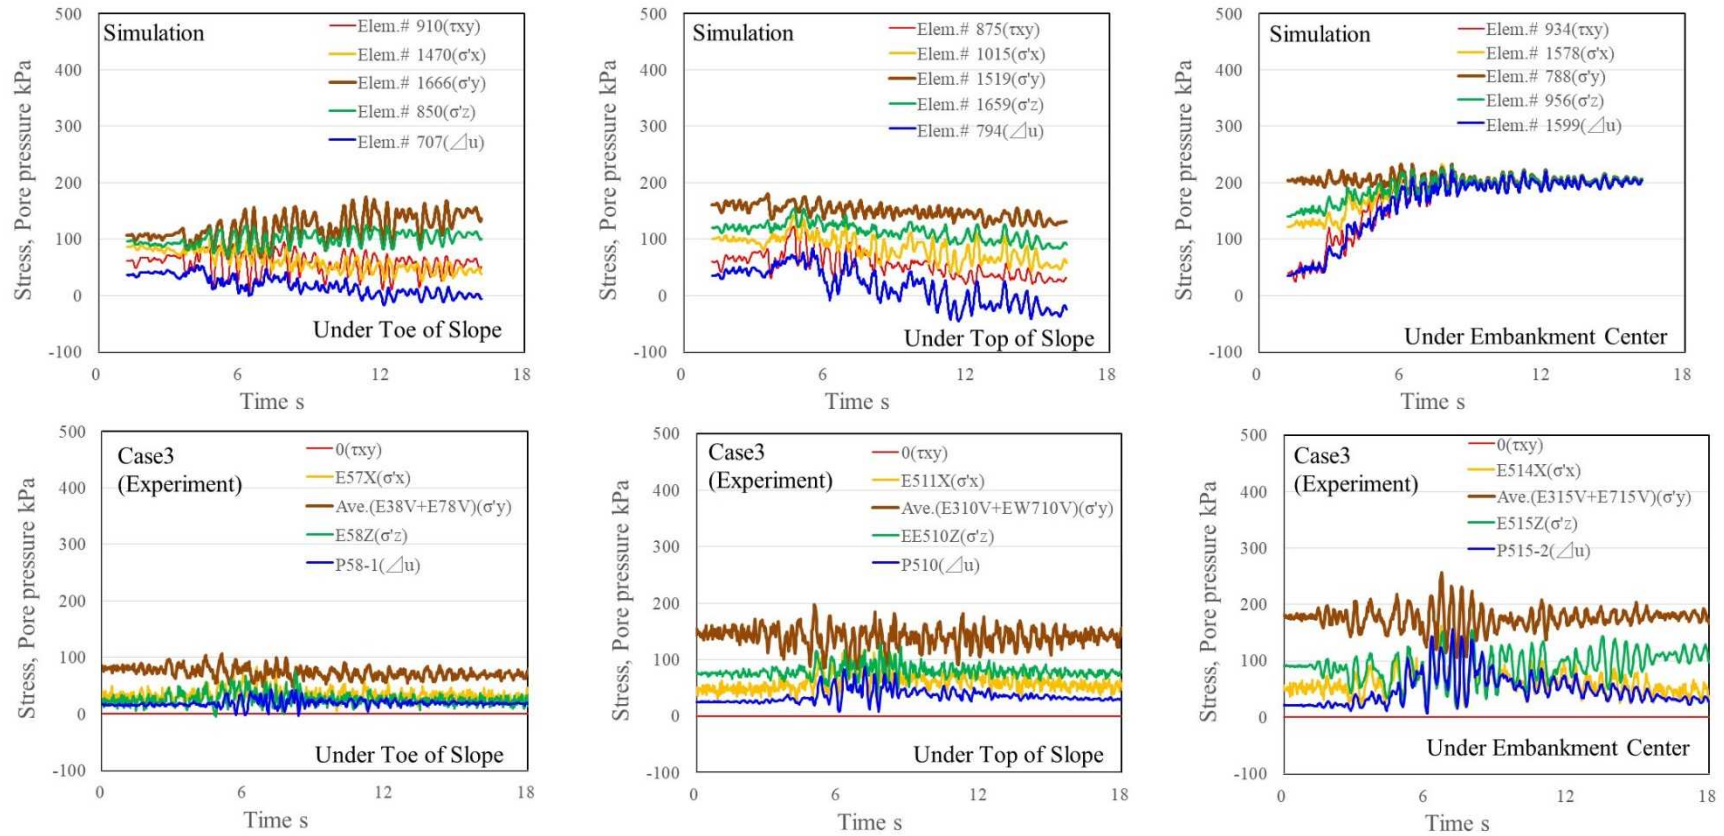 Stress, Pore pressure kPa
500
400
300
200
100
0
-100
Simulation
Elem.# 910(τxy)
Elem.# 1470(σ'x)
Elem.# 1666(σ'y)
Elem.# 850(σ'z)
Elem.# 707(⊿u)
Under Toe of Slope
0
6
12
18
Time s
Stress, Pore pressure kPa
500
400
300
200
100
0
-100
Simulation
Elem.# 875(τxy)
Elem.# 1015(σ'x)
Elem.# 1519(σ'y)
Elem.# 1659(σ'z)
Elem.# 794(⊿u)
Under Top of Slope
0
6
12
18
Time s
Stress, Pore pressure kPa
500
400
300
200
100
0
-100
Simulation
Elem.# 934(τxy)
Elem.# 1578(σ'x)
Elem.# 788(σ'y)
Elem.# 956(σ'z)
Elem.# 1599(⊿u)
Under Embankment Center
0
6
12
18
Time s
Stress, Pore pressure kPa
500
400
300
200
100
0
-100
Case3
(Experiment)
0(τxy)
E57X(σ'x)
Ave.(E38V+E78V)(σ'y)
E58Z(σ'z)
P58-1(⊿u)
Under Toe of Slope
0
6
12
18
Time s
Stress, Pore pressure kPa
500
400
300
200
100
0
-100
Case3
(Experiment)
0(τxy)
E511X(σ'x)
Ave.(E310V+EW710V)(σ'y)
EE510Z(σ'z)
P510(⊿u)
Under Top of Slope
0
6
12
18
Time s
Stress, Pore pressure kPa
500
400
300
200
100
0
-100
Case3
(Experiment)
0(τxy)
E514X(σ'x)
Ave.(E315V+E715V)(σ'y)
E515Z(σ'z)
P515-2(⊿u)
Under Embankment Center
0
6
12
18
Time s